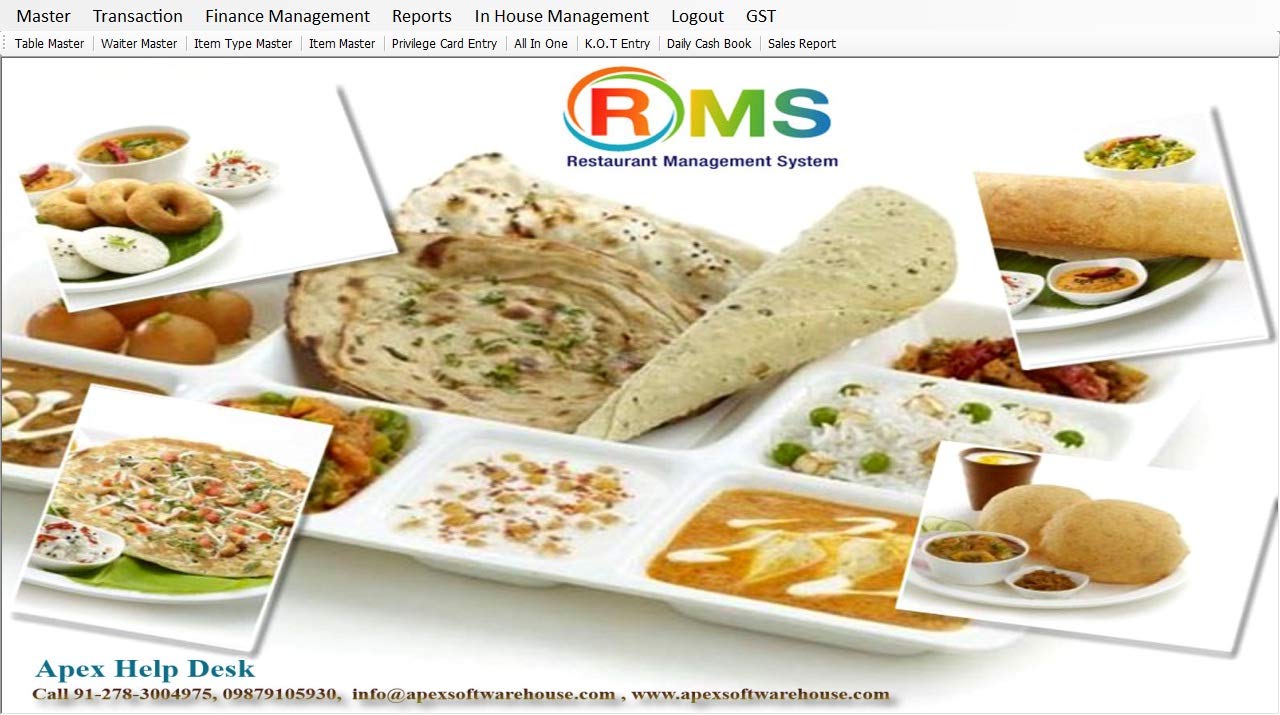 Master Transaction Finance Management Reports In House Management Logout GST
Table Master Waiter Master Item Type Master Item Master Privilege Card Entry All In One K.O.T Entry Daily Cash Book Sales Report
RMS
Restaurant Management System
Apex Help Desk
Call 91-278-3004975, 09879105930, info@apexsoftwarehouse.com , www.apexsoftwarehouse.com